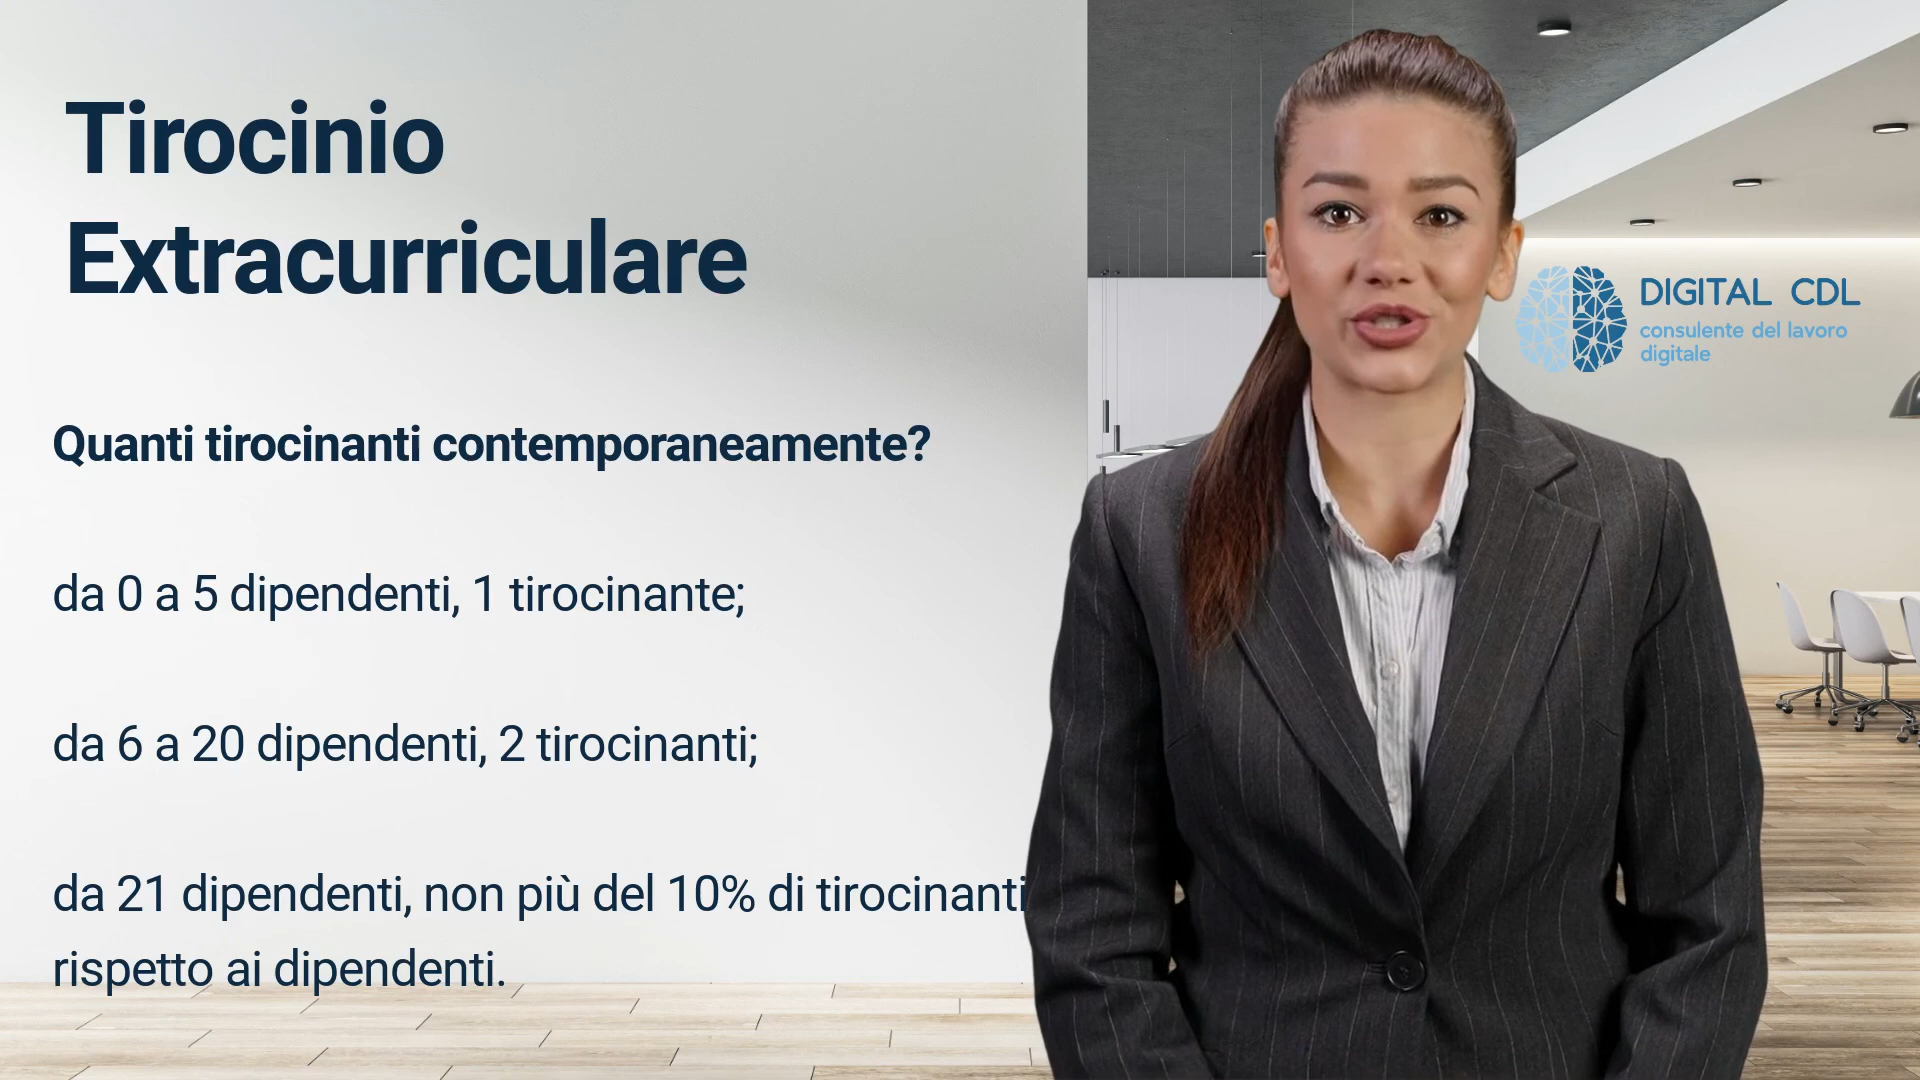 Tirocinio
Extracurriculare
Quanti tirocinanti contemporaneamente?
da 0 a 5 dipendenti, 1 tirocinante;
da 6 a 20 dipendenti, 2 tirocinanti;
da 21 dipendenti, non più del 10% di tirocinanti
rispetto ai dipendenti.
DIGITAL CDL
consulente del lavoro
digitale